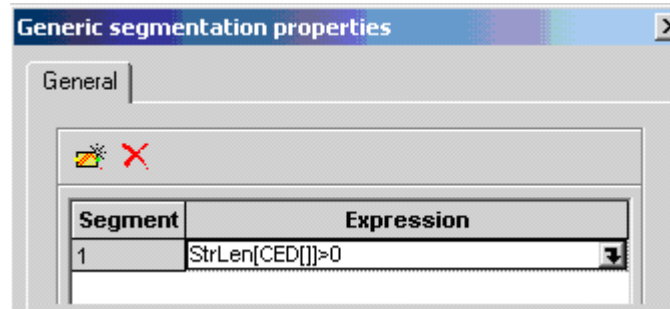 Generic segmentation properties
General
Segment Expression
1 StrLen[CED[]]>0